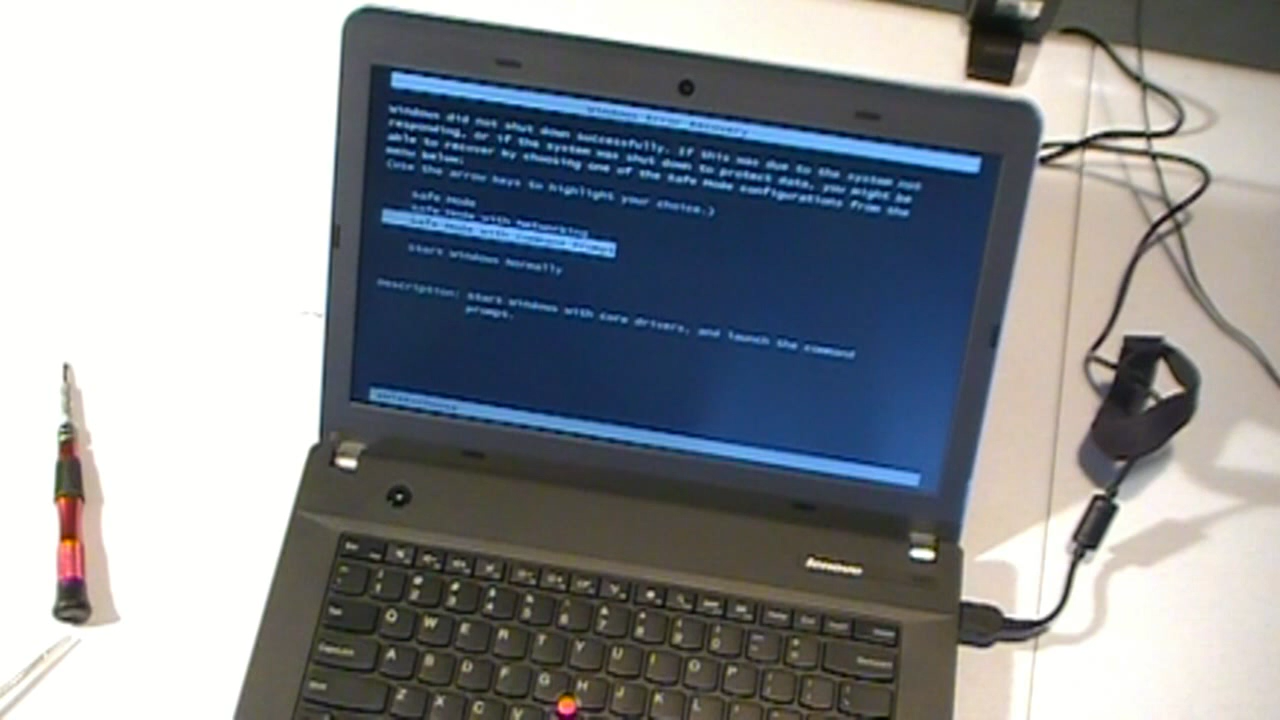 Windows Error Recovery
Windows did not shut down successfully. If this was due to the system not
responding, or if the system was shut down to protect data, you might be
able to recover by choosing one of the Safe Mode configurations from the
menu below:
(Use the arrow keys to highlight your choice.)
Safe Mode
Safe Mode with Networking
Safe Mode with Command Prompt
Start Windows Normally
Description: Starts Windows with core drivers, and launch the command
prompt.
lenovo
Q W E R T Y U I O P
A S D F G H J K L
Z X C V